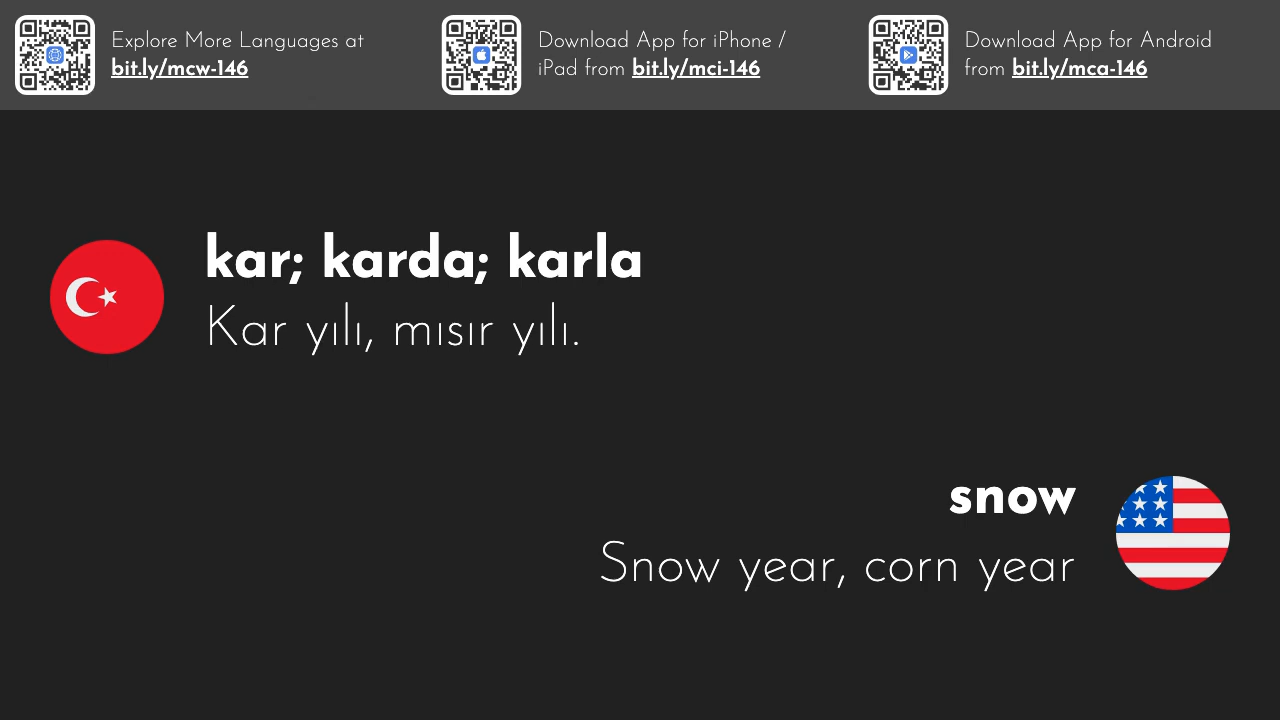 Explore More Languages at
bit.ly/mcw-146
Download App for iPhone /
iPad from bit.ly/mci-146
Download App for Android
from bit.ly/mca-146
kar; karda; karla
Kar yılı, mısır yılı.
snow
Snow year, corn year